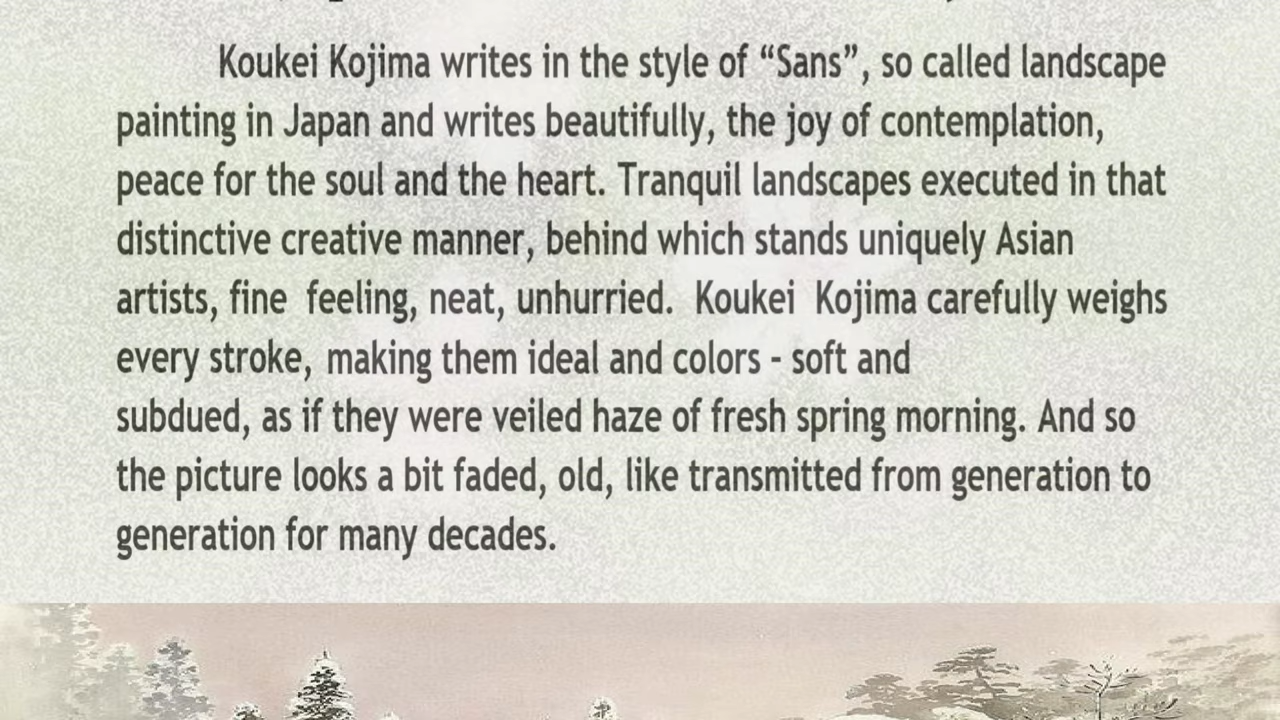 Koukei Kojima writes in the style of “Sans”, so called landscape
painting in Japan and writes beautifully, the joy of contemplation,
peace for the soul and the heart. Tranquil landscapes executed in that
distinctive creative manner, behind which stands uniquely Asian
artists, fine  feeling, neat, unhurried.  Koukei  Kojima carefully weighs
every stroke, making them ideal and colors - soft and
subdued, as if they were veiled haze of fresh spring morning. And so
the picture looks a bit faded, old, like transmitted from generation to
generation for many decades.